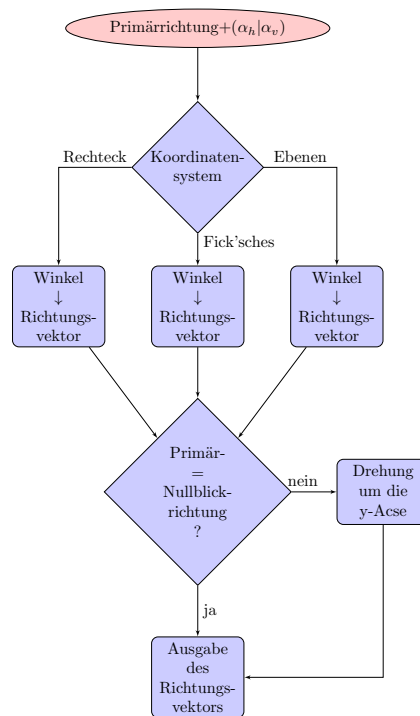 Primärrichtung+(α_h|α_v)
Koordinaten-
system
Rechteck
Ebenen
Fick'sches
Winkel
↓
Richtungs-
vektor
Winkel
↓
Richtungs-
vektor
Winkel
↓
Richtungs-
vektor
Primär-
=
Nullblick-
richtung
?
nein
Drehung
um die
y-Acse
ja
Ausgabe
des
Richtungs-
vektors